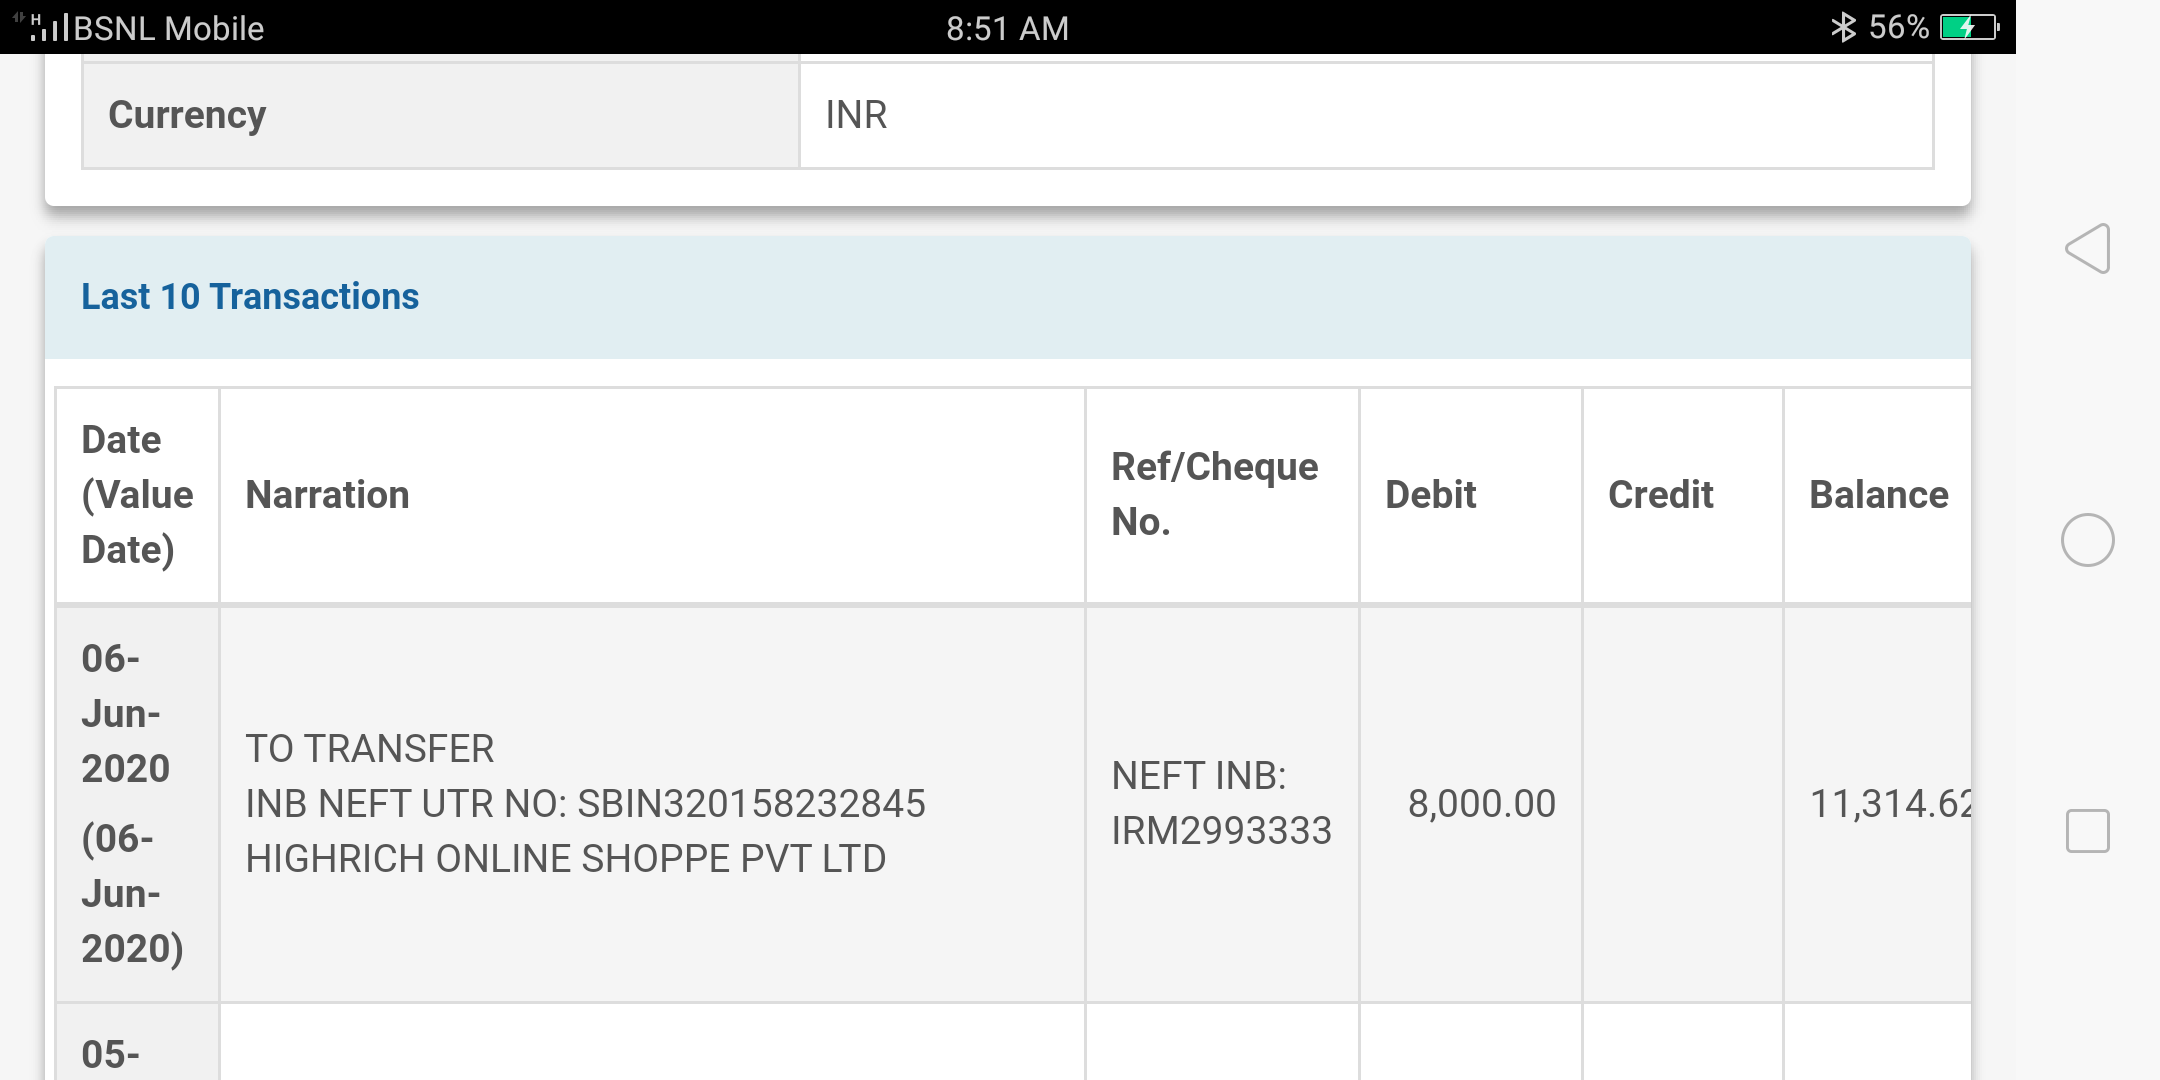 H BSNL Mobile 8:51 AM 56%
Currency INR
Last 10 Transactions
Date
(Value
Date)
Narration
Ref/Cheque
No.
Debit
Credit
Balance
06-
Jun-
2020
(06-
Jun-
2020)
TO TRANSFER
INB NEFT UTR NO: SBIN320158232845
HIGHRICH ONLINE SHOPPE PVT LTD
NEFT INB:
IRM2993333
8,000.00
11,314.62
05-